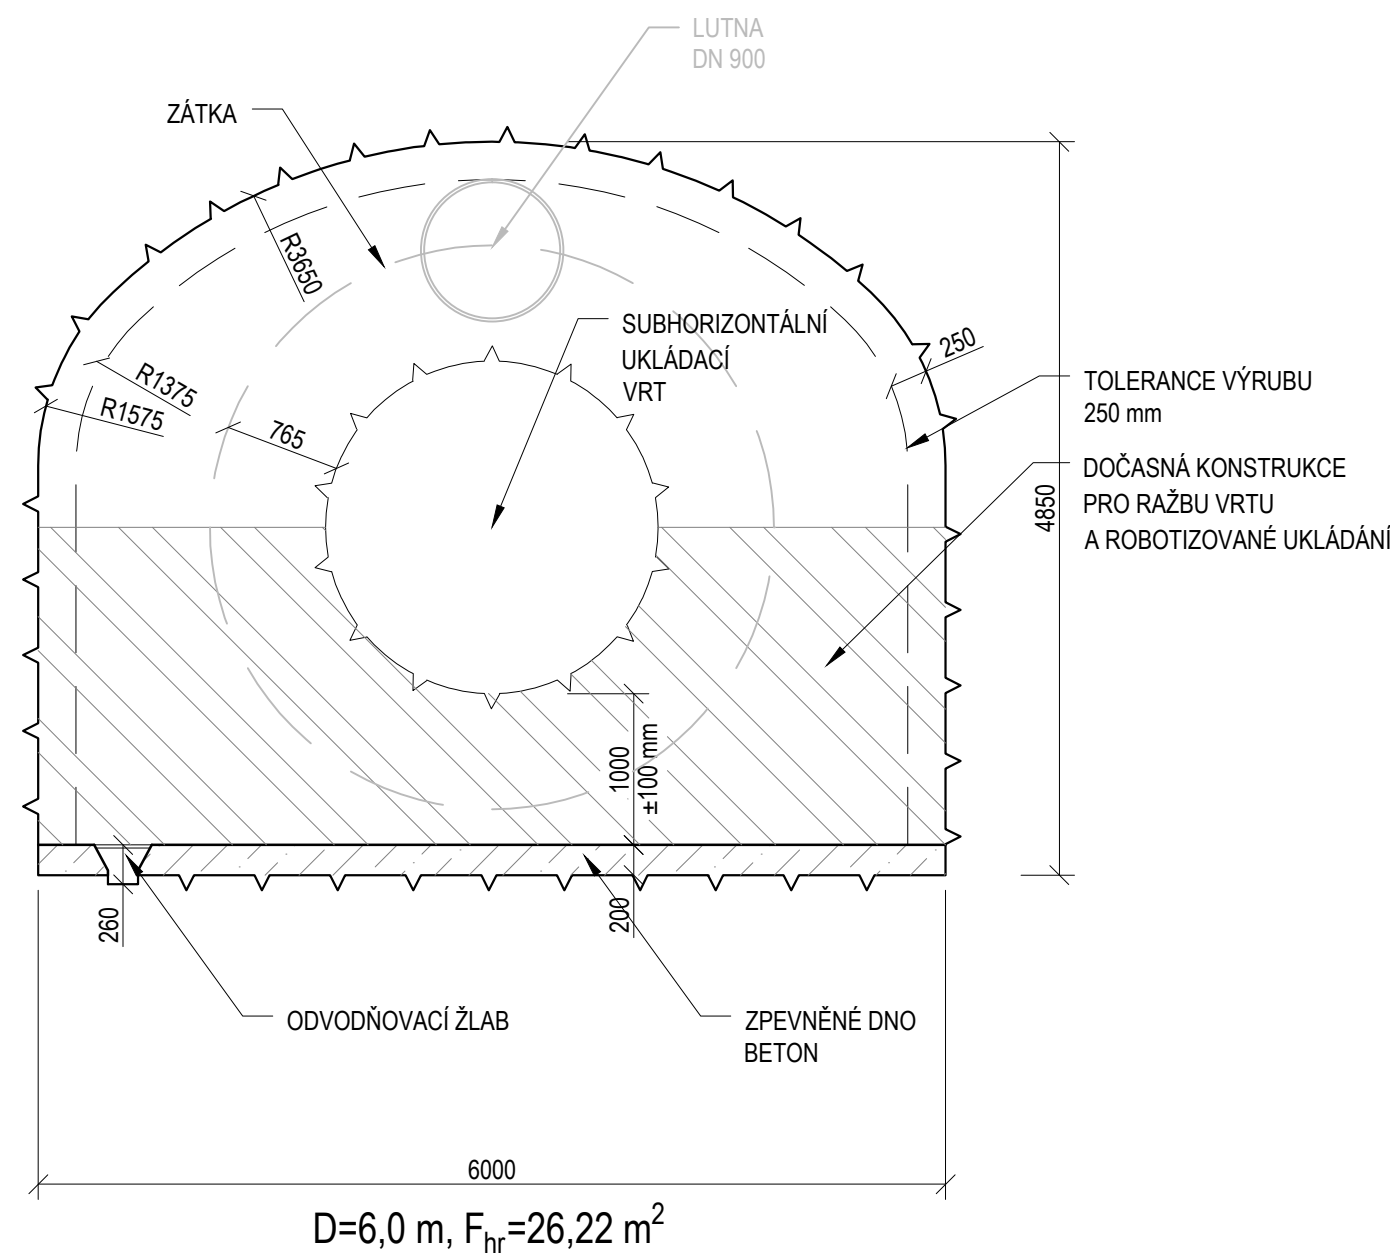 LUTNA
DN 900
ZÁTKA
R3650
SUBHORIZONTÁLNÍ
UKLÁDACÍ
VRT
250
R1375
R1575
765
TOLERANCE VÝRUBU
250 mm
DOČASNÁ KONSTRUKCE
PRO RAŽBU VRTU
A ROBOTIZOVANÉ UKLÁDÁNÍ
4850
1000
±100 mm
260
200
ODVODŇOVACÍ ŽLAB
ZPEVNĚNÉ DNO
BETON
6000
D=6,0 m, Fhr=26,22 m²